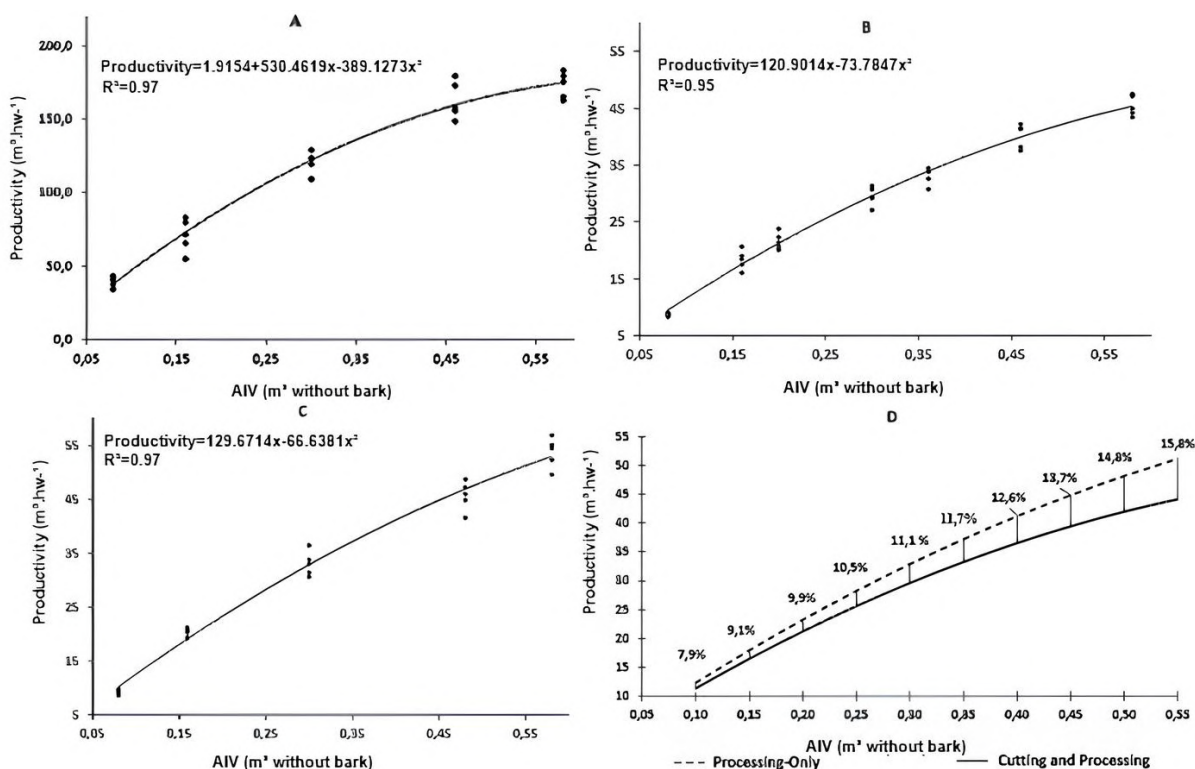 A
Productivity=1.9154+530.4619x-389.1273x²
R²=0.97
Productivity (m³.hw-¹)
200,0
150,0
100,0
50,0
0,0
0,05 0,15 0,25 0,35 0,45 0,55
AIV (m³ without bark)
B
Productivity=120.9014x-73.7847x²
R²=0.95
Productivity (m³.hw-¹)
55
45
35
25
15
5
0,05 0,15 0,25 0,35 0,45 0,55
AIV (m³ without bark)
C
Productivity=129.6714x-66.6381x²
R²=0.97
Productivity (m³.hw-¹)
55
45
35
25
15
5
0,05 0,15 0,25 0,35 0,45 0,55
AIV (m³ without bark)
D
Productivity (m³.hw-¹)
55
50
45
40
35
30
25
20
15
10
7,9% 9,1% 9,9% 10,5% 11,1% 11,7% 12,6% 13,7% 14,8% 15,8%
0,05 0,10 0,15 0,20 0,25 0,30 0,35 0,40 0,45 0,50 0,55
AIV (m³ without bark)
Processing-Only Cutting and Processing